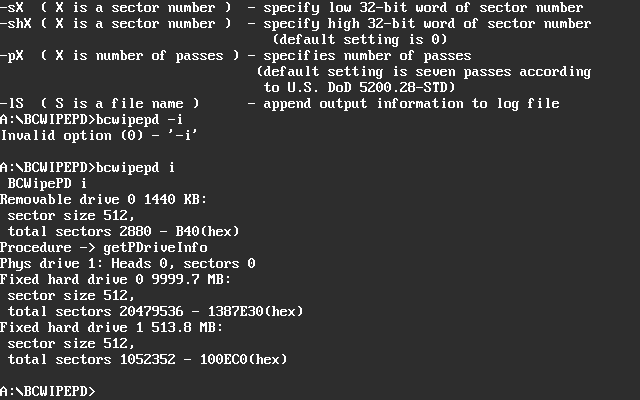 -sX  ( X is a sector number )  - specify low 32-bit word of sector number
-shX ( X is a sector number )  - specify high 32-bit word of sector number
(default setting is 0)
-pX  ( X is number of passes ) - specifies number of passes
(default setting is seven passes according
to U.S. DoD 5200.28-STD)
-lS  ( S is a file name )      - append output information to log file
A:\BCWIPEPD>bcwipepd -i
Invalid option (0) - '-i'
A:\BCWIPEPD>bcwipepd i
BCWipePD i
Removable drive 0 1440 KB:
sector size 512,
total sectors 2880 - B40(hex)
Procedure -> getPDriveInfo
Phys drive 1: Heads 0, sectors 0
Fixed hard drive 0 9999.7 MB:
sector size 512,
total sectors 20479536 - 1387E30(hex)
Fixed hard drive 1 513.8 MB:
sector size 512,
total sectors 1052352 - 100EC0(hex)
A:\BCWIPEPD>